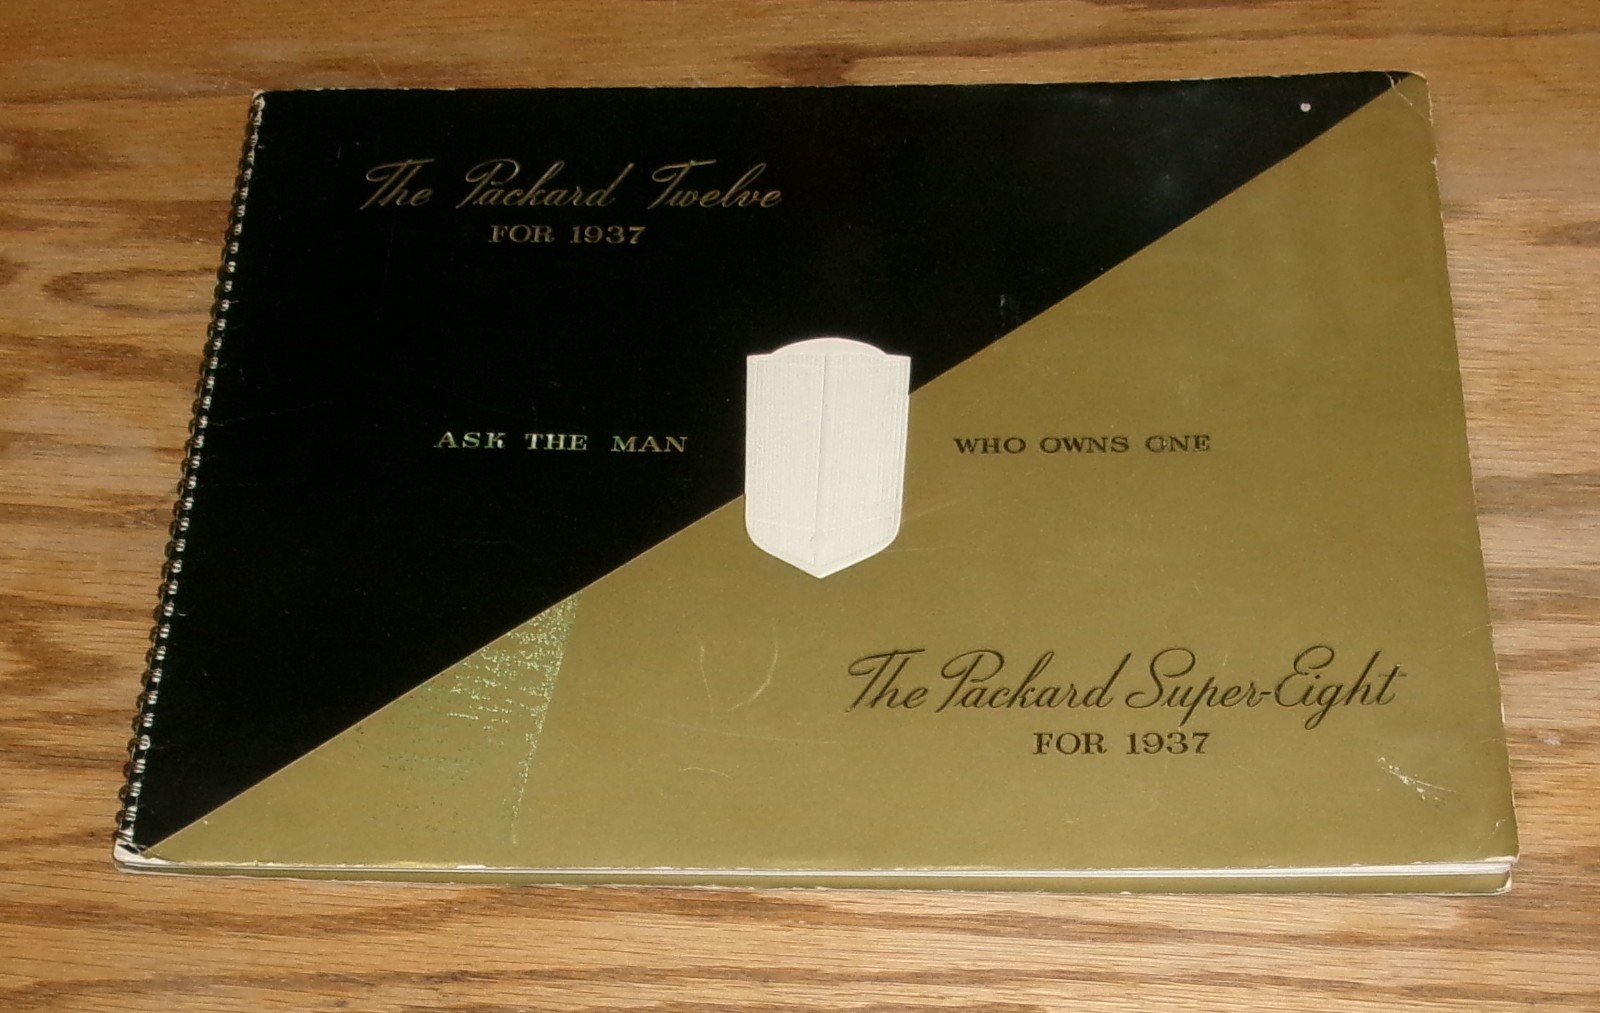 The Packard Twelve
FOR 1937
ASK THE MAN WHO OWNS ONE
The Packard Super-Eight
FOR 1937